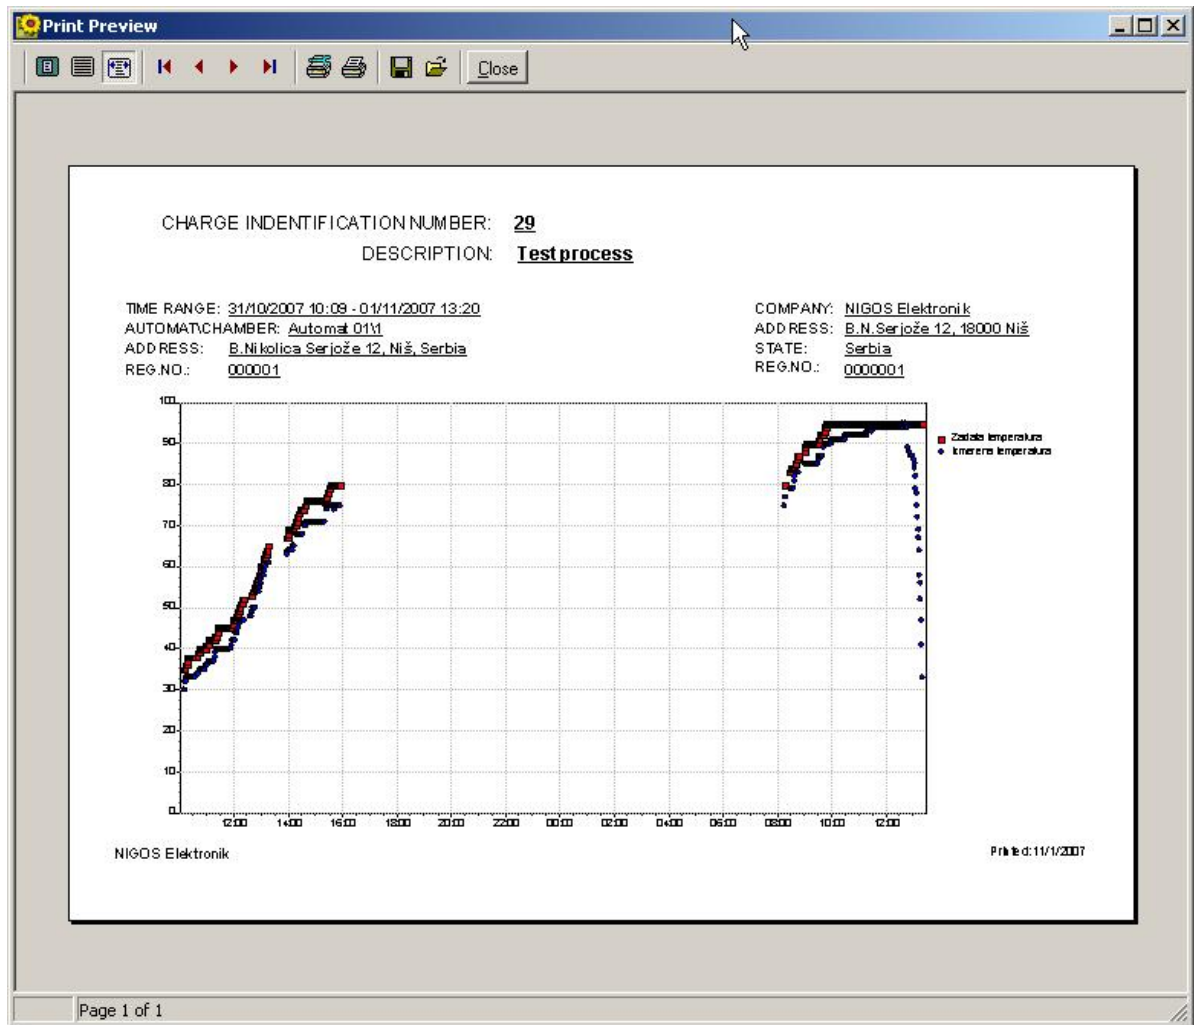 Print Preview
Close
CHARGE INDENTIFICATION NUMBER: 29
DESCRIPTION: Test process
TIME RANGE: 31/10/2007 10:09 - 01/11/2007 13:20
AUTOMAT\CHAMBER: Automat 01\1
ADDRESS: B.Nikolica Serjože 12, Niš, Serbia
REG.NO.: 000001
COMPANY: NIGOS Elektronik
ADDRESS: B.N.Serjože 12, 18000 Niš
STATE: Serbia
REG.NO.: 0000001
100
90
80
70
60
50
40
30
20
10
0
Zadata temperatura
Izmerena temperatura
12:00 14:00 16:00 18:00 20:00 22:00 00:00 02:00 04:00 06:00 08:00 10:00 12:00
NIGOS Elektronik
Printed: 11/1/2007
Page 1 of 1